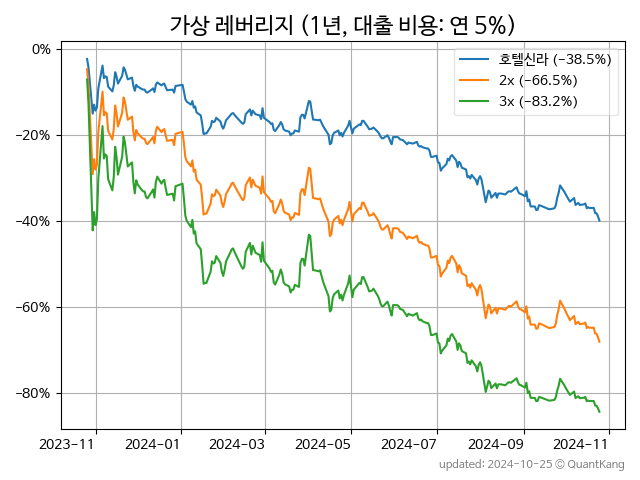 가상 레버리지 (1년, 대출 비용: 연 5%)
호텔신라 (−38.5%)
2x (−66.5%)
3x (−83.2%)
0%
−20%
−40%
−60%
−80%
2023-11 2024-01 2024-03 2024-05 2024-07 2024-09 2024-11
updated: 2024-10-25 © QuantKang